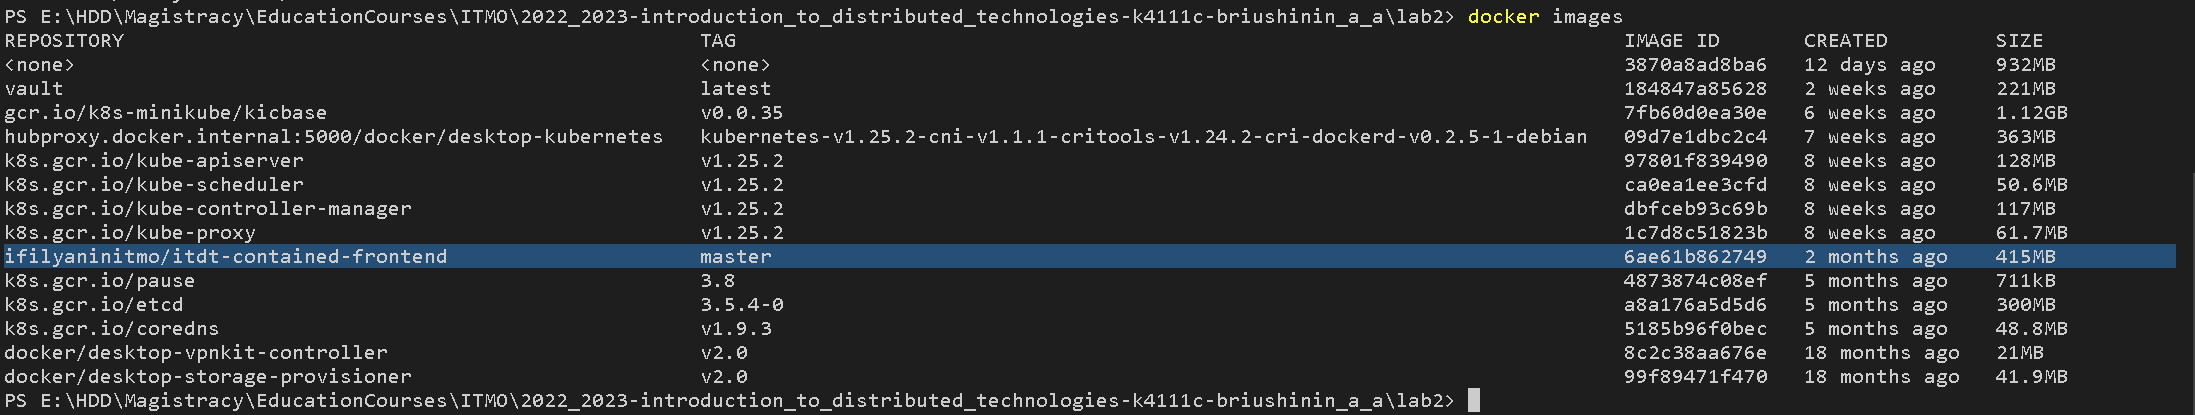 PS E:\HDD\Magistracy\EducationCourses\ITMO\2022_2023-introduction_to_distributed_technologies-k4111c-briushinin_a_a\lab2> docker images
REPOSITORY TAG IMAGE ID CREATED SIZE
<none> <none> 3870a8ad8ba6 12 days ago 932MB
vault latest 184847a85628 2 weeks ago 221MB
gcr.io/k8s-minikube/kicbase v0.0.35 7fb60d0ea30e 6 weeks ago 1.12GB
hubproxy.docker.internal:5000/docker/desktop-kubernetes kubernetes-v1.25.2-cni-v1.1.1-critools-v1.24.2-cri-dockerd-v0.2.5-1-debian 09d7e1dbc2c4 7 weeks ago 363MB
k8s.gcr.io/kube-apiserver v1.25.2 97801f839490 8 weeks ago 128MB
k8s.gcr.io/kube-scheduler v1.25.2 ca0ea1ee3cfd 8 weeks ago 50.6MB
k8s.gcr.io/kube-controller-manager v1.25.2 dbfceb93c69b 8 weeks ago 117MB
k8s.gcr.io/kube-proxy v1.25.2 1c7d8c51823b 8 weeks ago 61.7MB
ifilyaninitmo/itdt-contained-frontend master 6ae61b862749 2 months ago 415MB
k8s.gcr.io/pause 3.8 4873874c08ef 5 months ago 711kB
k8s.gcr.io/etcd 3.5.4-0 a8a176a5d5d6 5 months ago 300MB
k8s.gcr.io/coredns v1.9.3 5185b96f0bec 5 months ago 48.8MB
docker/desktop-vpnkit-controller v2.0 8c2c38aa676e 18 months ago 21MB
docker/desktop-storage-provisioner v2.0 99f89471f470 18 months ago 41.9MB
PS E:\HDD\Magistracy\EducationCourses\ITMO\2022_2023-introduction_to_distributed_technologies-k4111c-briushinin_a_a\lab2>